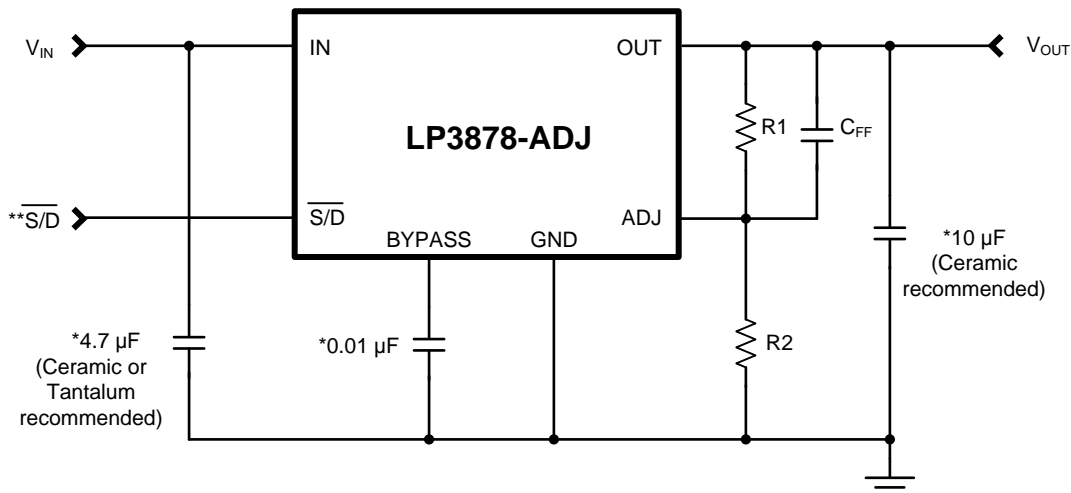 V_IN
IN
OUT
V_OUT
LP3878-ADJ
R1
C_FF
**S̅/̅D̅
S̅/̅D̅
ADJ
BYPASS
GND
*10 µF
(Ceramic
recommended)
*4.7 µF
(Ceramic or
Tantalum
recommended)
*0.01 µF
R2